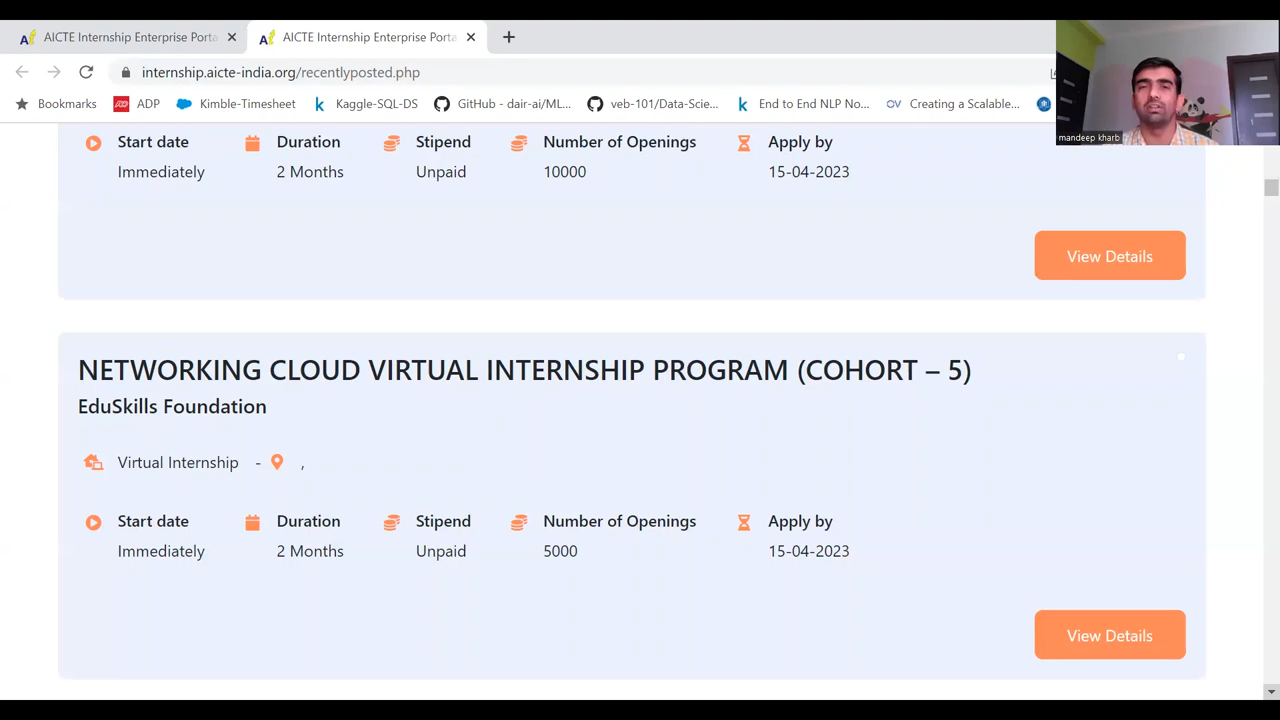 AICTE Internship Enterprise Porta
AICTE Internship Enterprise Porta
internship.aicte-india.org/recentlyposted.php
Bookmarks ADP Kimble-Timesheet Kaggle-SQL-DS GitHub - dair-ai/ML... veb-101/Data-Scie... End to End NLP No... Creating a Scalable...
mandeep kharb
Start date Duration Stipend Number of Openings Apply by
Immediately 2 Months Unpaid 10000 15-04-2023
View Details
NETWORKING CLOUD VIRTUAL INTERNSHIP PROGRAM (COHORT – 5)
EduSkills Foundation
Virtual Internship - ,
Start date Duration Stipend Number of Openings Apply by
Immediately 2 Months Unpaid 5000 15-04-2023
View Details